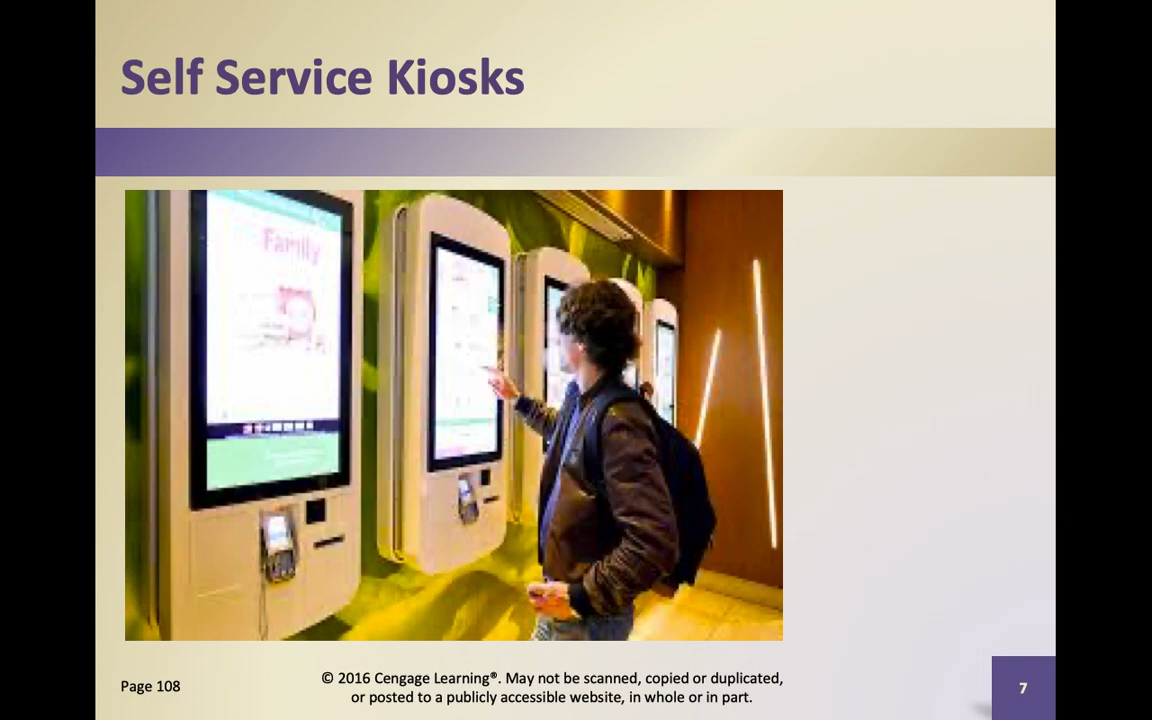 Self Service Kiosks
Family
Page 108
© 2016 Cengage Learning®. May not be scanned, copied or duplicated,
or posted to a publicly accessible website, in whole or in part.
7